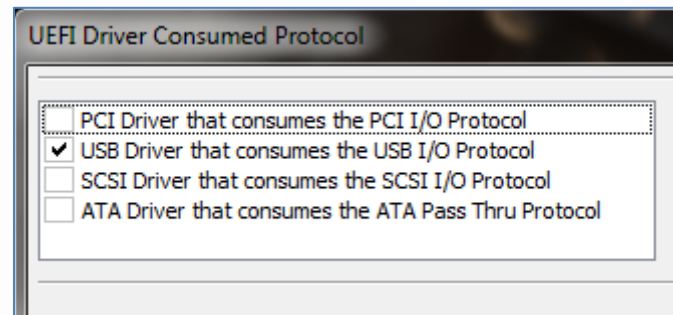 UEFI Driver Consumed Protocol
PCI Driver that consumes the PCI I/O Protocol
USB Driver that consumes the USB I/O Protocol
SCSI Driver that consumes the SCSI I/O Protocol
ATA Driver that consumes the ATA Pass Thru Protocol